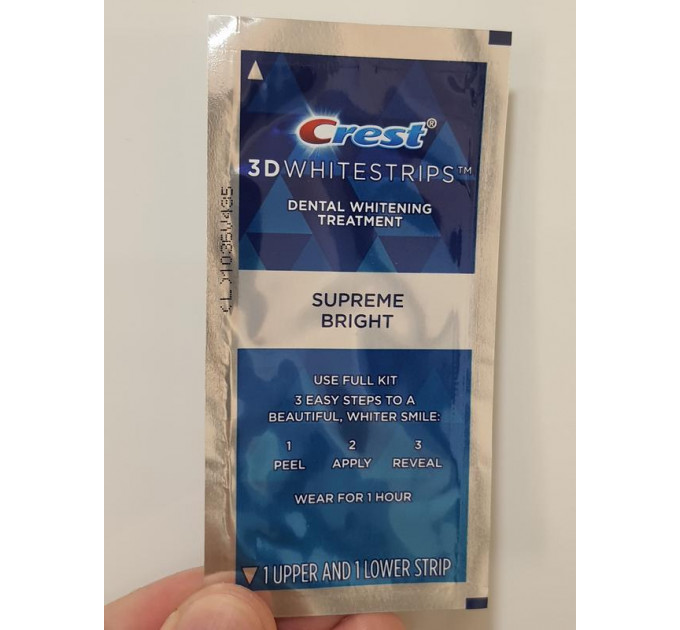 Crest®
3DWHITESTRIPS™
DENTAL WHITENING
TREATMENT
SUPREME
BRIGHT
USE FULL KIT
3 EASY STEPS TO A
BEAUTIFUL, WHITER SMILE:
1 2 3
PEEL APPLY REVEAL
WEAR FOR 1 HOUR
1 UPPER AND 1 LOWER STRIP
(L)1036V435